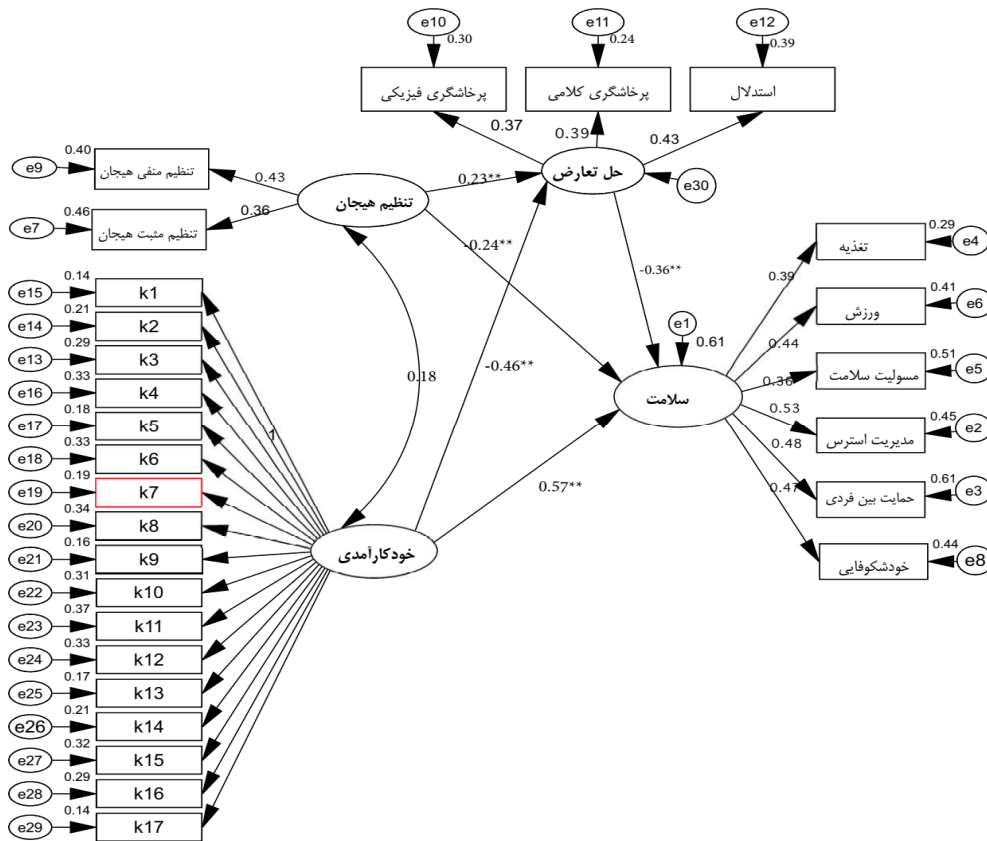 e10
e11
e12
0.30
0.24
0.39
پرخاشگری فیزیکی
پرخاشگری کلامی
استدلال
0.37
0.39
0.43
e9
0.40
تنظیم منفی هیجان
0.43
e7
0.46
تنظیم مثبت هیجان
0.36
تنظیم هیجان
0.23**
حل تعارض
e30
-0.24**
-0.36**
-0.46**
0.18
0.57**
e1
0.61
سلامت
0.39
تغذیه
0.29
e4
0.44
ورزش
0.41
e6
0.36
مسولیت سلامت
0.51
e5
0.53
مدیریت استرس
0.45
e2
0.48
حمایت بین فردی
0.61
e3
0.47
خودشکوفایی
0.44
e8
خودکارآمدی
1
e15
0.14
k1
e14
0.21
k2
e13
0.29
k3
e16
0.33
k4
e17
0.18
k5
e18
0.33
k6
e19
0.19
k7
e20
0.34
k8
e21
0.16
k9
e22
0.31
k10
e23
0.37
k11
e24
0.33
k12
e25
0.17
k13
e26
0.21
k14
e27
0.32
k15
e28
0.29
k16
e29
0.14
k17